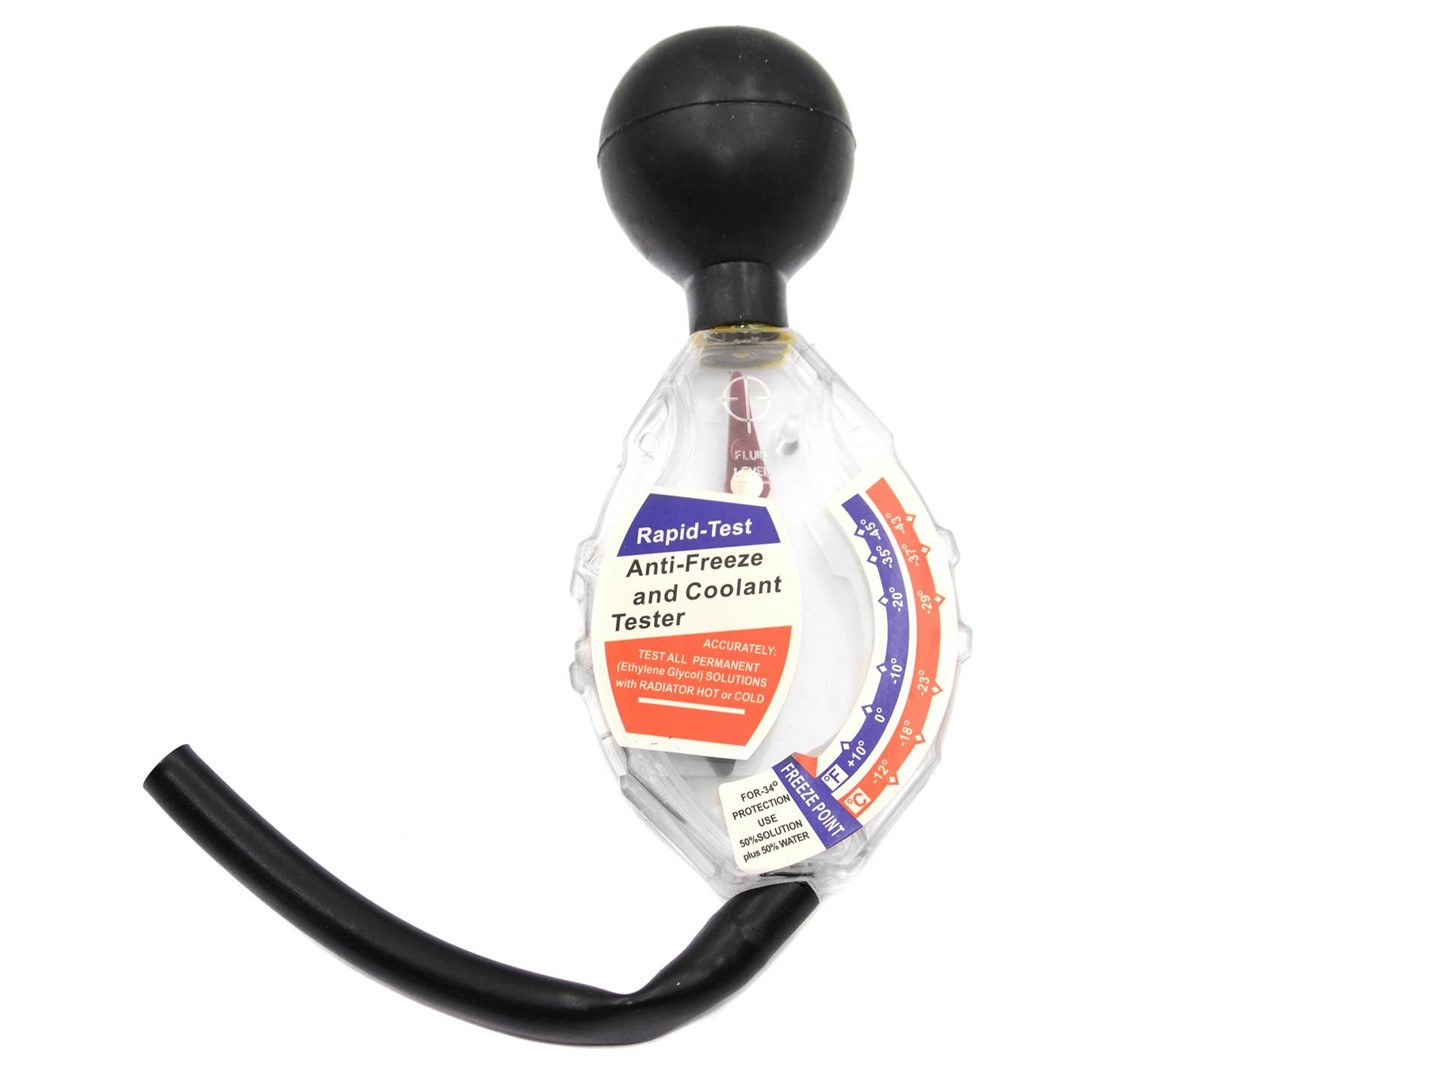 FLUID
LEVEL
Rapid-Test
Anti-Freeze
and Coolant
Tester
ACCURATELY:
TEST ALL PERMANENT
(Ethylene Glycol) SOLUTIONS
with RADIATOR HOT or COLD
-45° -43°
-35° -37°
-20° -29°
-10° -23°
0° -18°
+10° -12°
°F °C
FREEZE POINT
FOR-34°
PROTECTION
USE
50%SOLUTION
plus 50% WATER